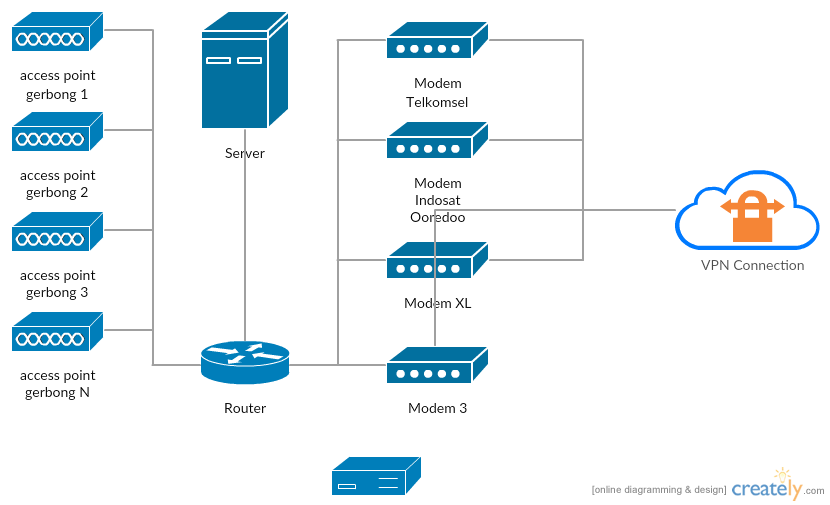 access point
gerbong 1
access point
gerbong 2
access point
gerbong 3
access point
gerbong N
Server
Router
Modem
Telkomsel
Modem
Indosat
Ooredoo
Modem XL
Modem 3
VPN Connection
[online diagramming & design] creately.com